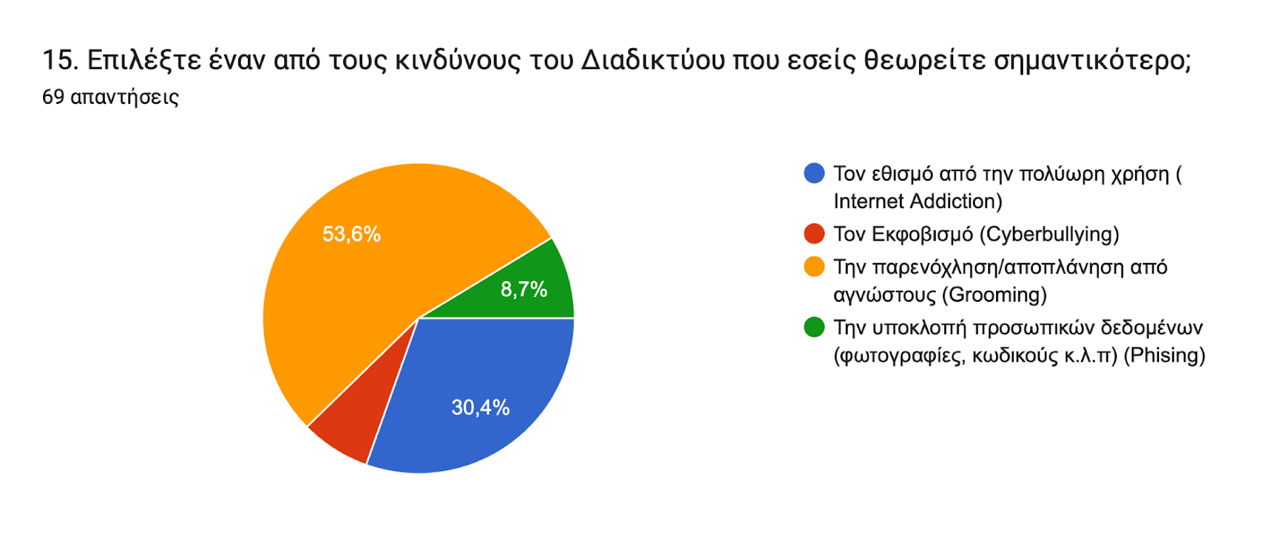 15. Επιλέξτε έναν από τους κινδύνους του Διαδικτύου που εσείς θεωρείτε σημαντικότερο;
69 απαντήσεις
53,6%
8,7%
30,4%
Τον εθισμό από την πολύωρη χρήση (
Internet Addiction)
Τον Εκφοβισμό (Cyberbullying)
Την παρενόχληση/αποπλάνηση από
αγνώστους (Grooming)
Την υποκλοπή προσωπικών δεδομένων
(φωτογραφίες, κωδικούς κ.λ.π) (Phising)